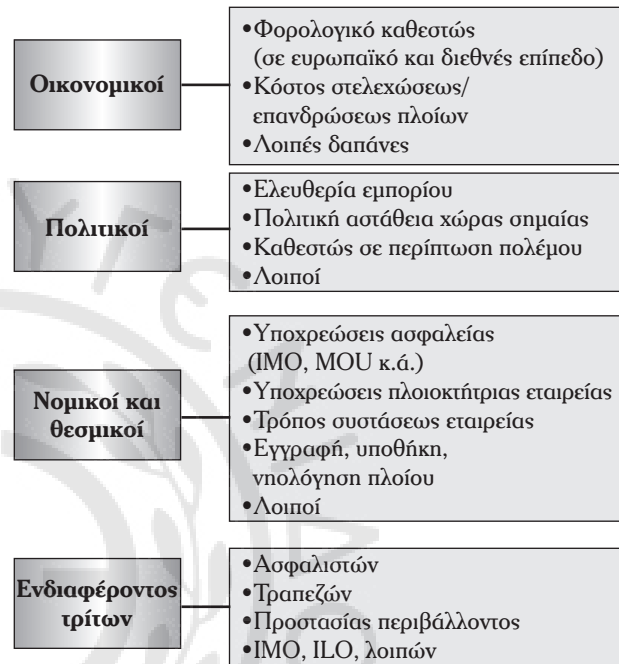 Οικονομικοί
•Φορολογικό καθεστώς
(σε ευρωπαϊκό και διεθνές επίπεδο)
•Κόστος στελεχώσεως/
επανδρώσεως πλοίων
•Λοιπές δαπάνες
Πολιτικοί
•Ελευθερία εμπορίου
•Πολιτική αστάθεια χώρας σημαίας
•Καθεστώς σε περίπτωση πολέμου
•Λοιποί
Νομικοί και
θεσμικοί
•Υποχρεώσεις ασφαλείας
(IMO, MOU κ.ά.)
•Υποχρεώσεις πλοιοκτήτριας εταιρείας
•Τρόπος συστάσεως εταιρείας
•Εγγραφή, υποθήκη,
νηολόγηση πλοίου
•Λοιποί
Ενδιαφέροντος
τρίτων
•Ασφαλιστών
•Τραπεζών
•Προστασίας περιβάλλοντος
•IMO, ILO, λοιπών